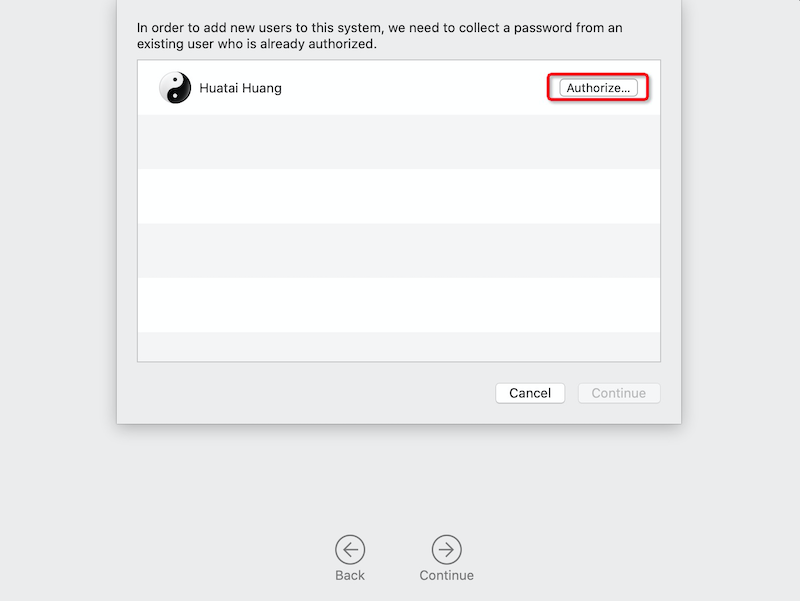 In order to add new users to this system, we need to collect a password from an
existing user who is already authorized.
Huatai Huang
Authorize...
Cancel
Continue
Back
Continue